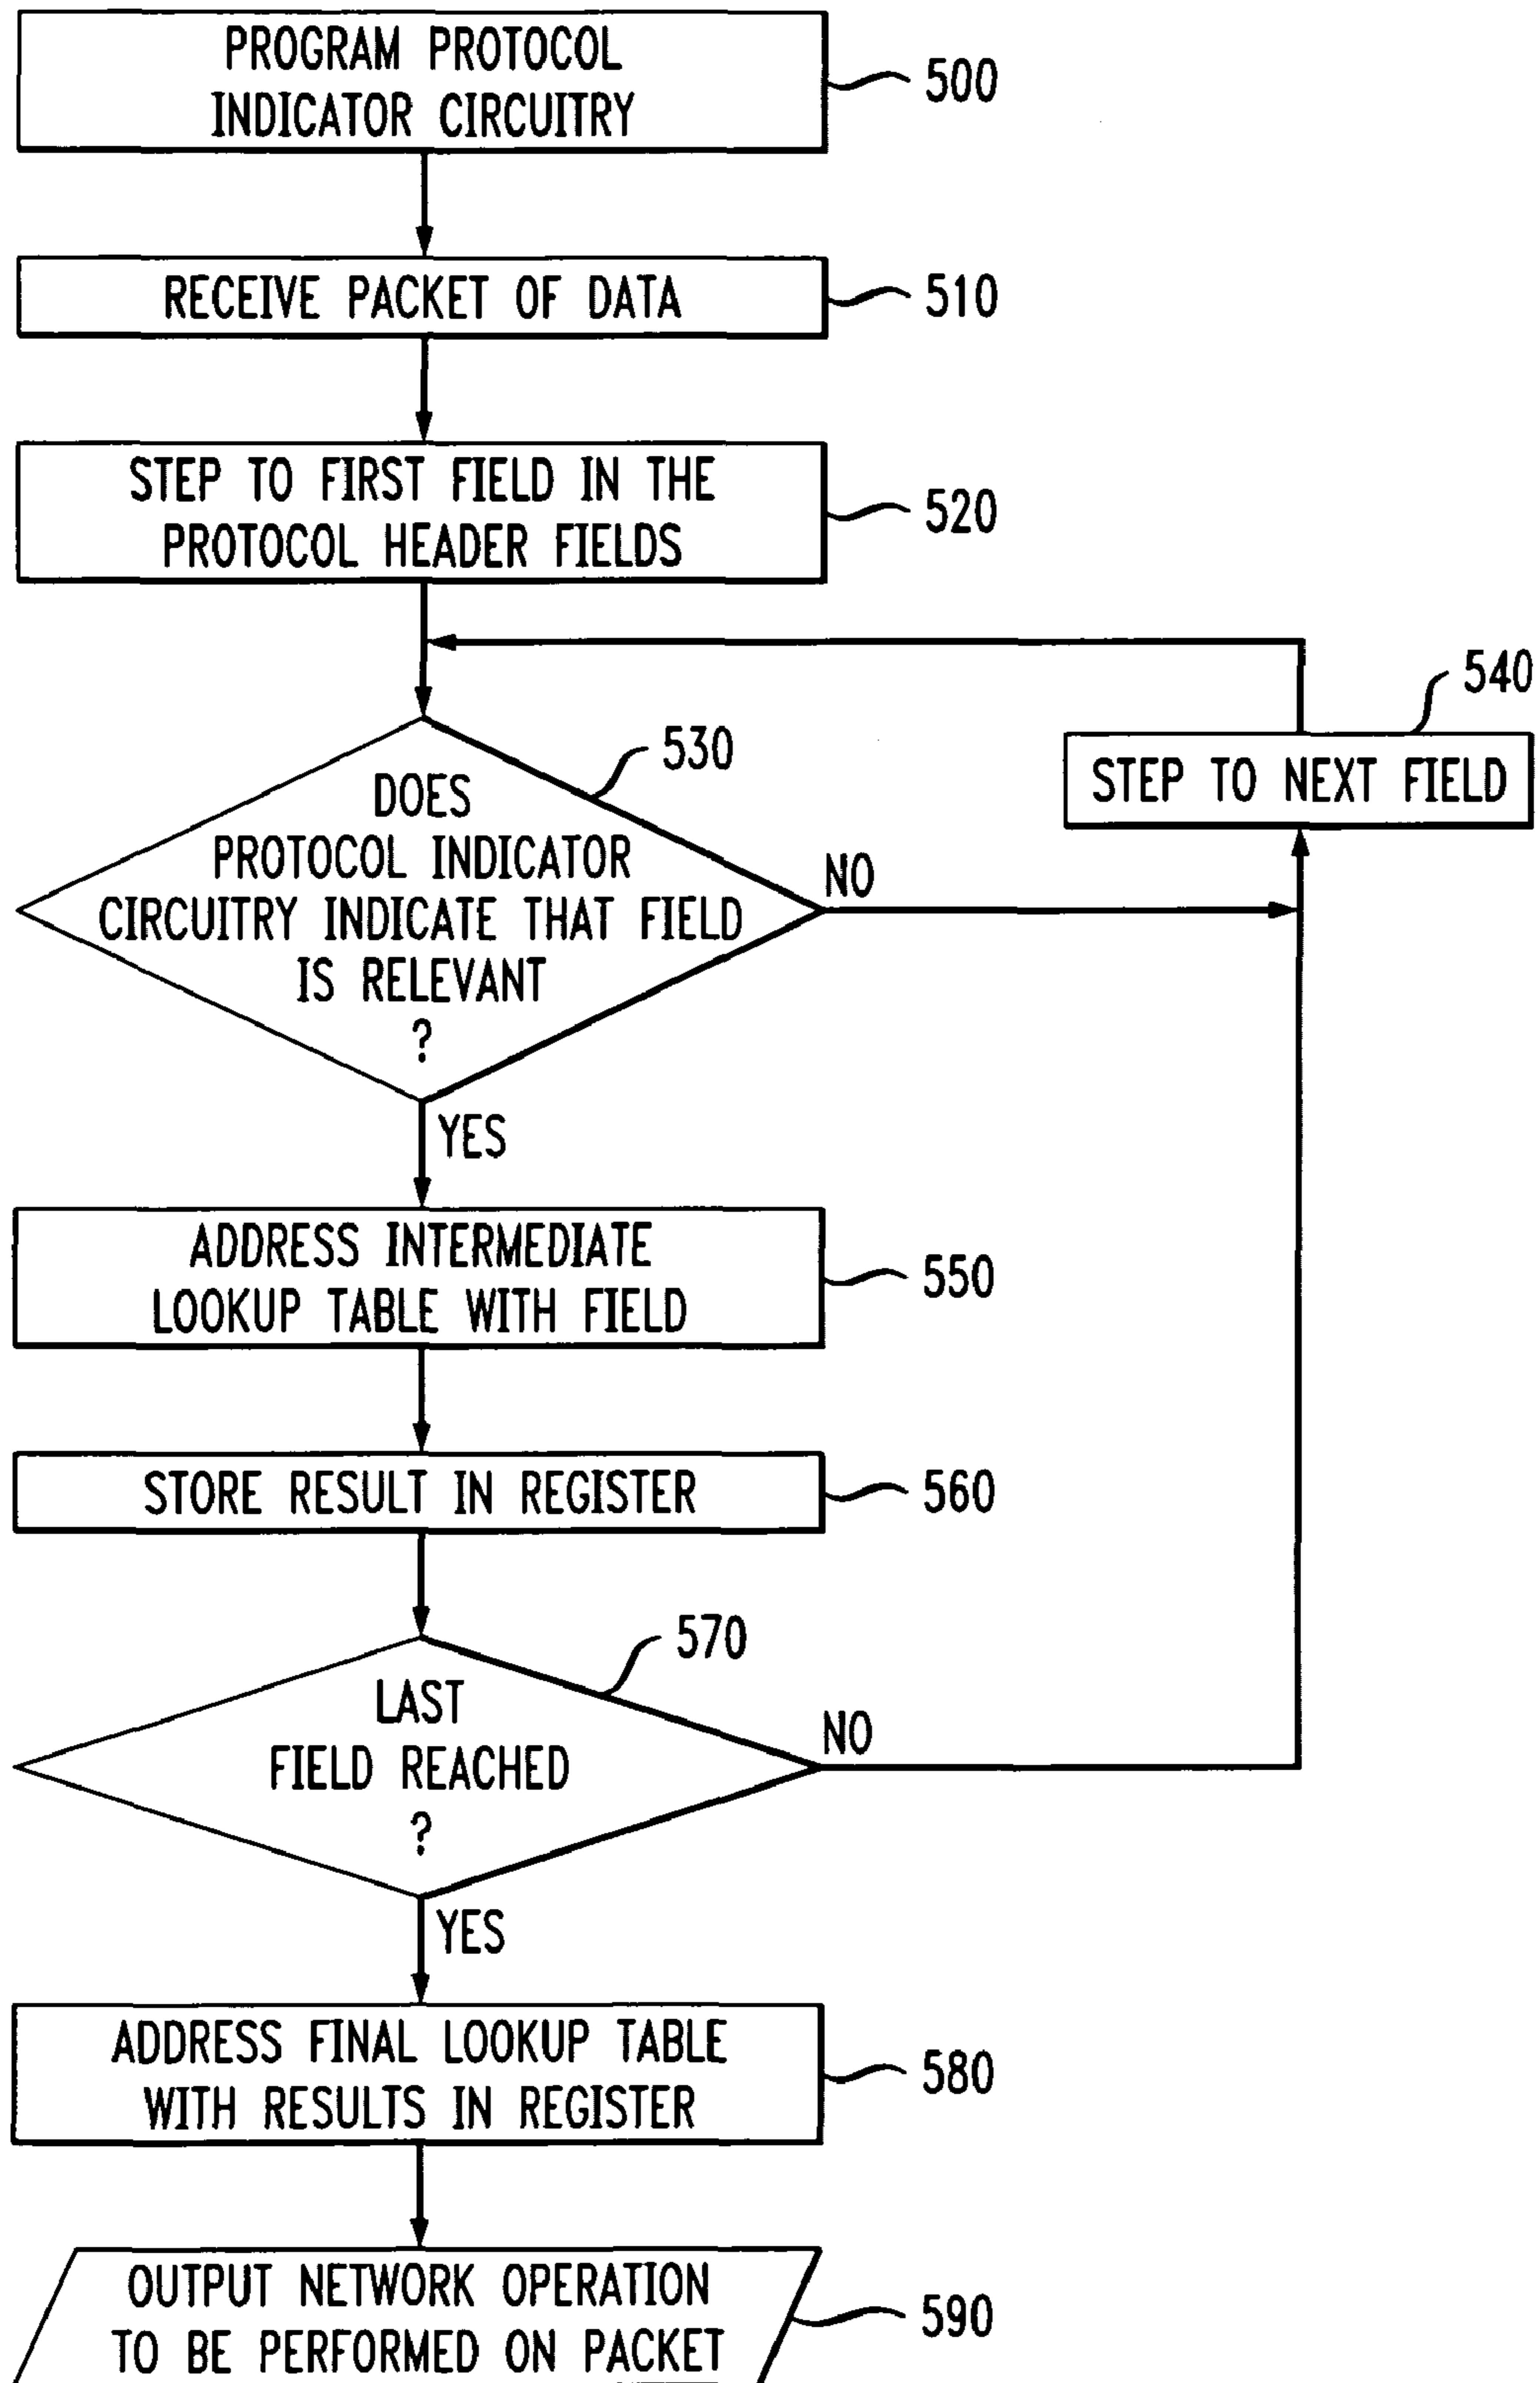 PROGRAM PROTOCOL
INDICATOR CIRCUITRY
500
RECEIVE PACKET OF DATA
510
STEP TO FIRST FIELD IN THE
PROTOCOL HEADER FIELDS
520
540
STEP TO NEXT FIELD
530
DOES
PROTOCOL INDICATOR
CIRCUITRY INDICATE THAT FIELD
IS RELEVANT
?
NO
YES
ADDRESS INTERMEDIATE
LOOKUP TABLE WITH FIELD
550
STORE RESULT IN REGISTER
560
570
LAST
FIELD REACHED
?
NO
YES
ADDRESS FINAL LOOKUP TABLE
WITH RESULTS IN REGISTER
580
OUTPUT NETWORK OPERATION
TO BE PERFORMED ON PACKET
590